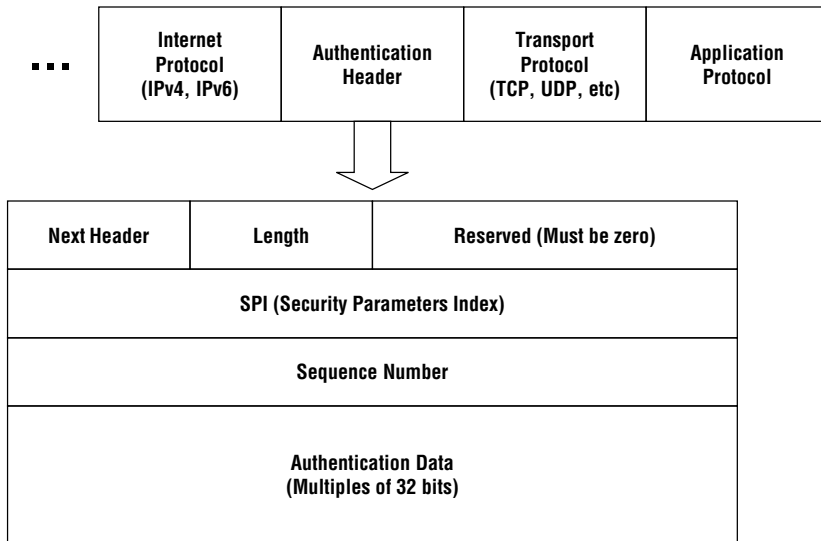 ...
Internet
Protocol
(IPv4, IPv6)
Authentication
Header
Transport
Protocol
(TCP, UDP, etc)
Application
Protocol
Next Header
Length
Reserved (Must be zero)
SPI (Security Parameters Index)
Sequence Number
Authentication Data
(Multiples of 32 bits)